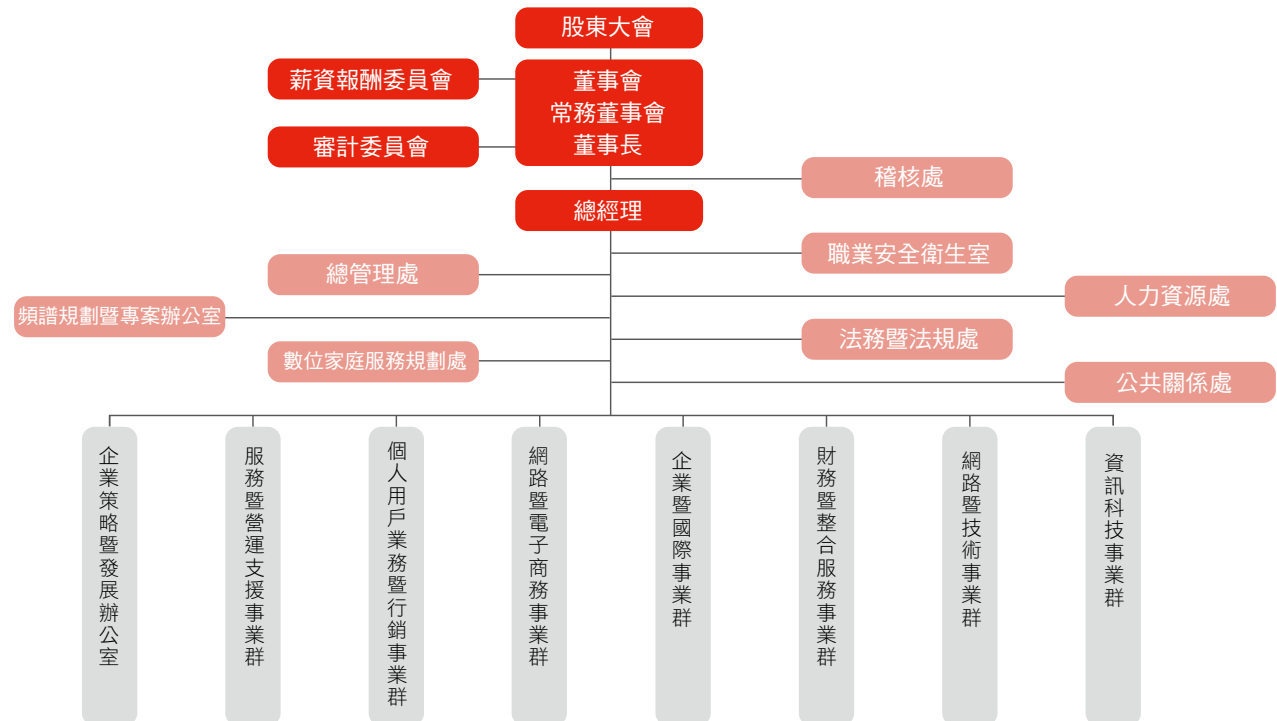 股東大會
薪資報酬委員會
董事會
常務董事會
董事長
審計委員會
稽核處
總經理
職業安全衛生室
總管理處
人力資源處
頻譜規劃暨專案辦公室
法務暨法規處
數位家庭服務規劃處
公共關係處
企業策略暨發展辦公室
服務暨營運支援事業群
個人用戶業務暨行銷事業群
網路暨電子商務事業群
企業暨國際事業群
財務暨整合服務事業群
網路暨技術事業群
資訊科技事業群